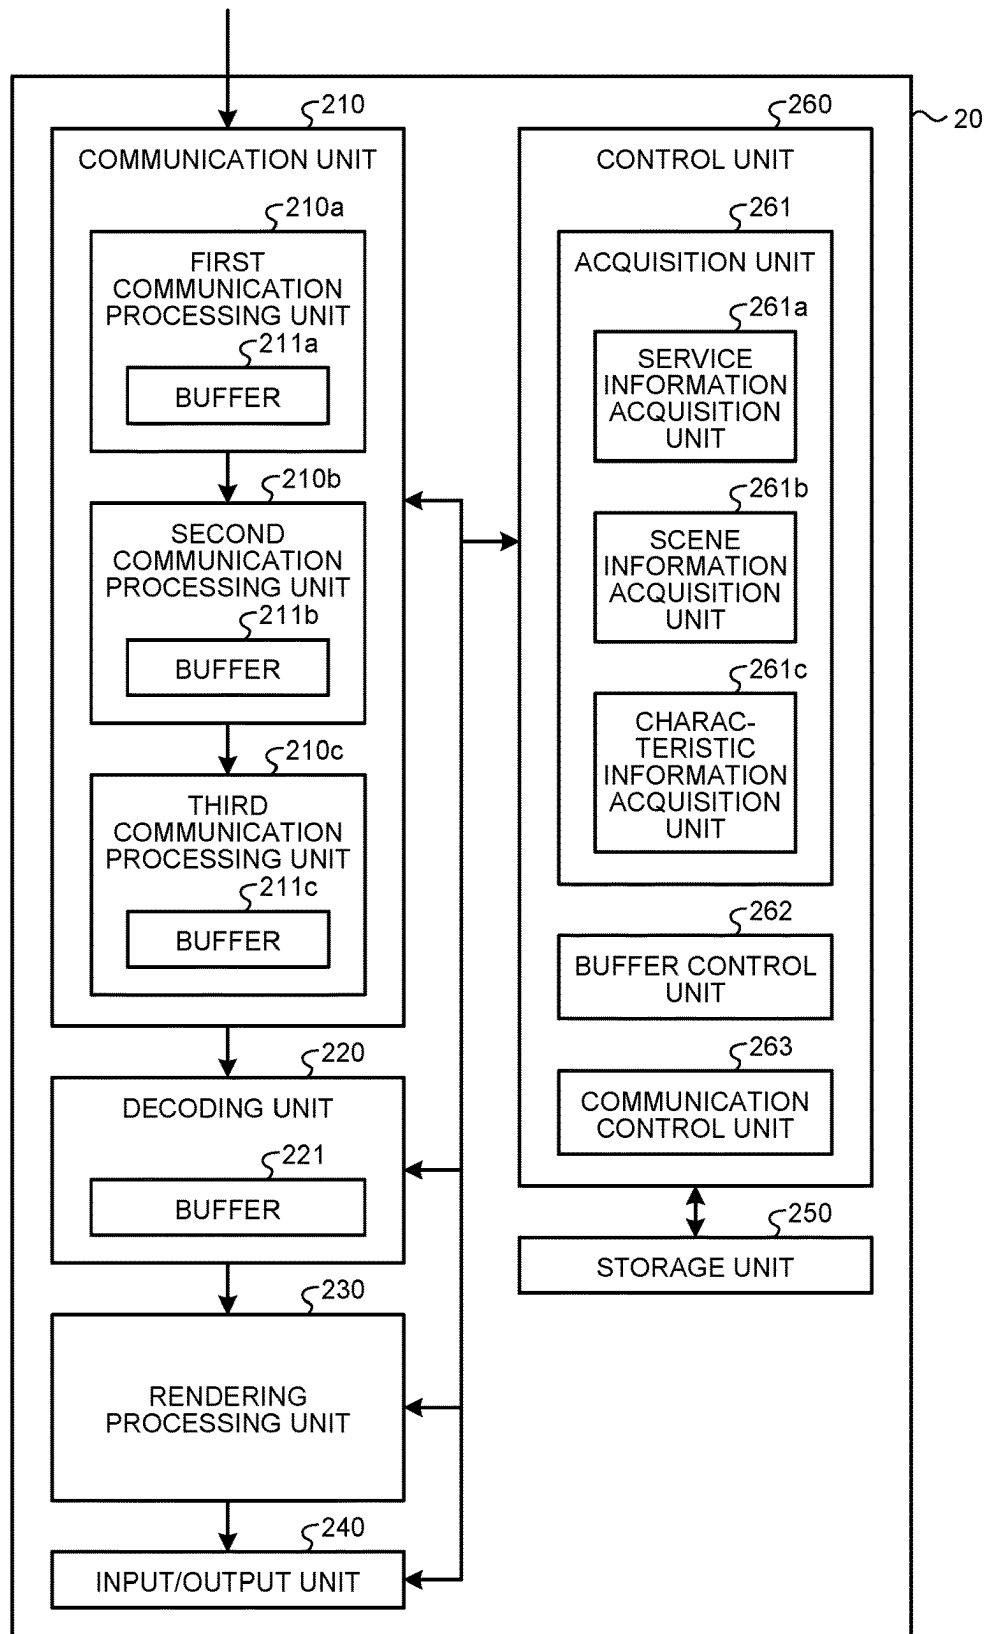 20
210
COMMUNICATION UNIT
210a
FIRST
COMMUNICATION
PROCESSING UNIT
211a
BUFFER
210b
SECOND
COMMUNICATION
PROCESSING UNIT
211b
BUFFER
210c
THIRD
COMMUNICATION
PROCESSING UNIT
211c
BUFFER
220
DECODING UNIT
221
BUFFER
230
RENDERING
PROCESSING UNIT
240
INPUT/OUTPUT UNIT
260
CONTROL UNIT
261
ACQUISITION UNIT
261a
SERVICE
INFORMATION
ACQUISITION
UNIT
261b
SCENE
INFORMATION
ACQUISITION
UNIT
261c
CHARAC-
TERISTIC
INFORMATION
ACQUISITION
UNIT
262
BUFFER CONTROL
UNIT
263
COMMUNICATION
CONTROL UNIT
250
STORAGE UNIT